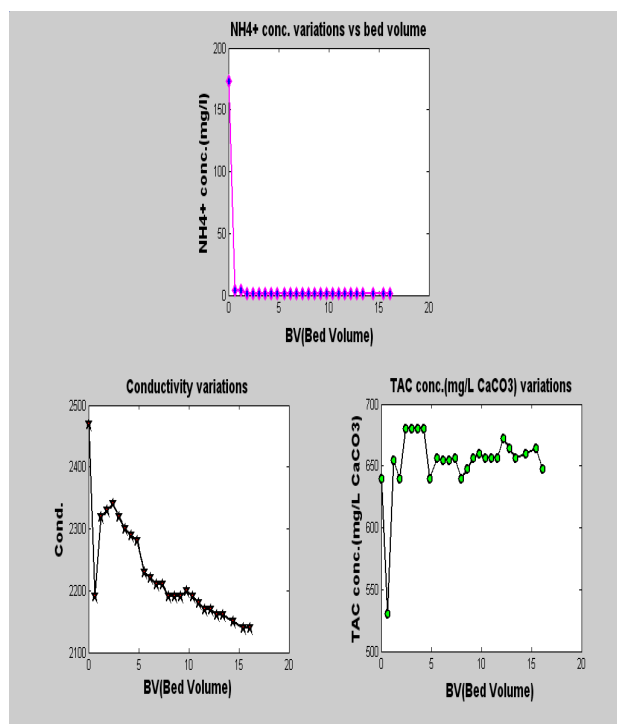 NH4+ conc. variations vs bed volume
200
150
100
50
0
NH4+ conc.(mg/l)
0 5 10 15 20
BV(Bed Volume)
Conductivity variations
2500
2400
2300
2200
2100
Cond.
0 5 10 15 20
BV(Bed Volume)
TAC conc.(mg/L CaCO3) variations
700
650
600
550
500
TAC conc.(mg/L CaCO3)
0 5 10 15 20
BV(Bed Volume)